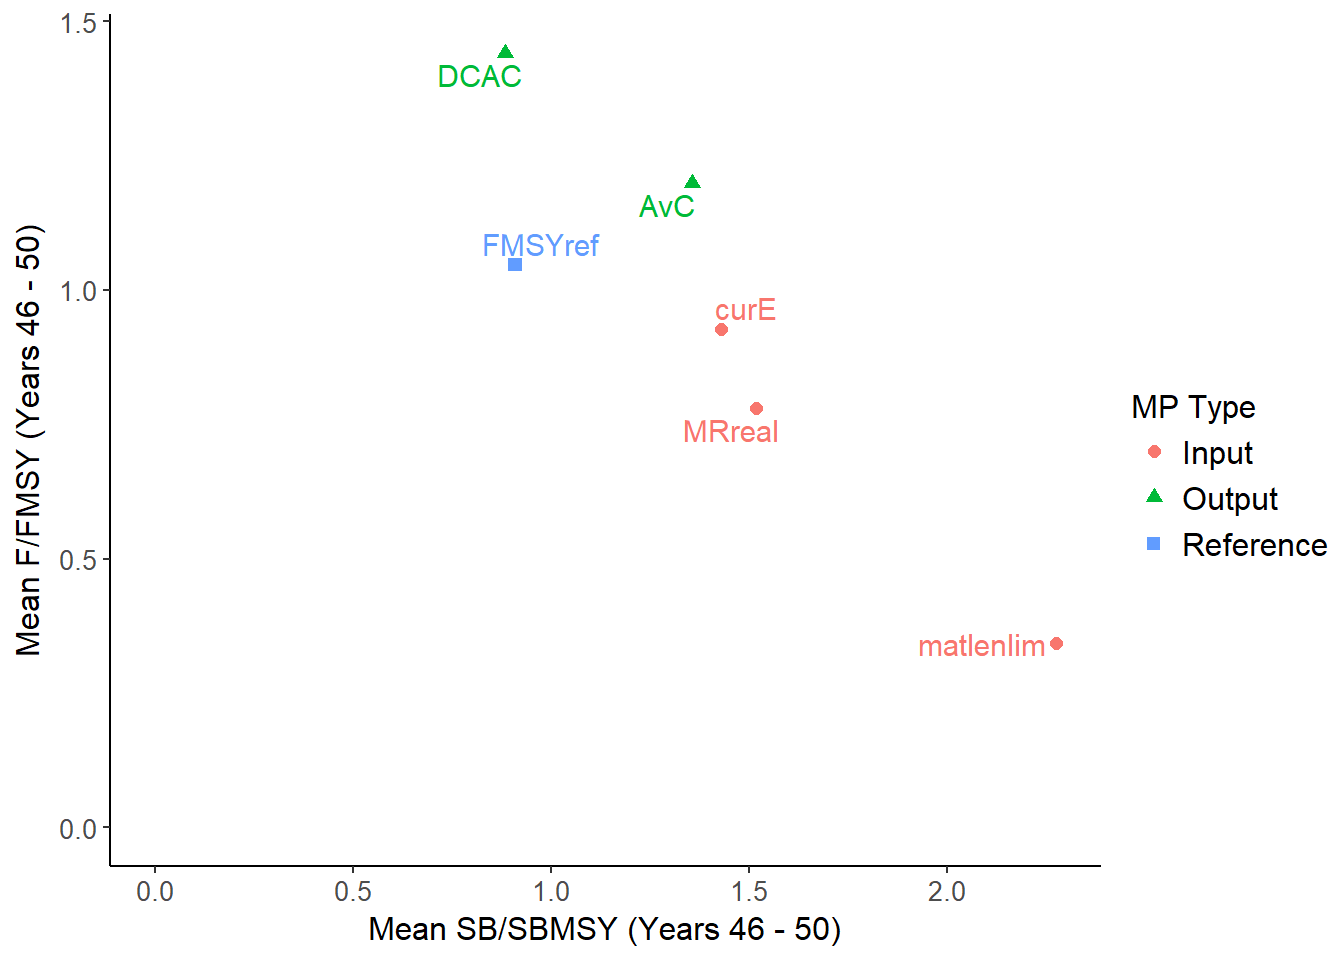 1.5
DCAC
AvC
FMSYref
1.0
curE
MRreal
0.5
matlenlim
0.0
0.0 0.5 1.0 1.5 2.0
Mean SB/SBMSY (Years 46 - 50)
Mean F/FMSY (Years 46 - 50)
MP Type
Input
Output
Reference